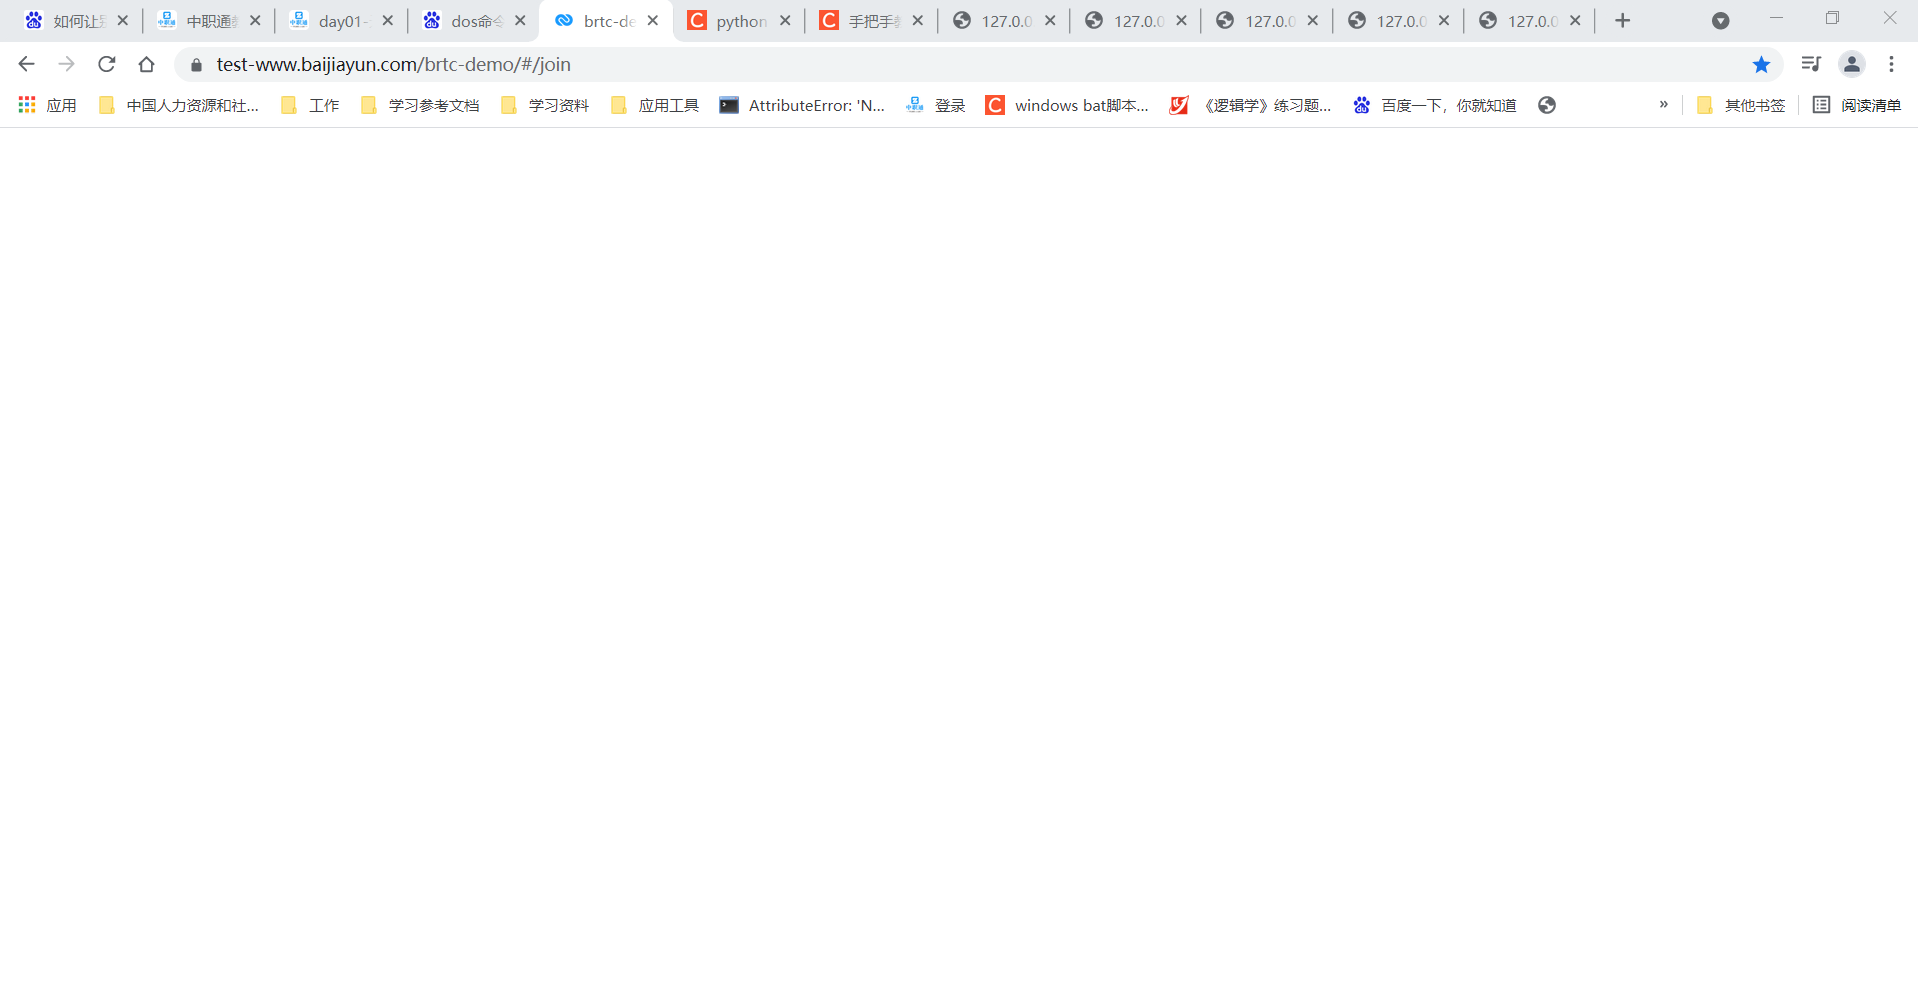 如何让 中职通 day01- dos命令 brtc-de python 手把手 127.0.0 127.0.0 127.0.0 127.0.0 127.0.0
test-www.baijiayun.com/brtc-demo/#/join
应用 中国人力资源和社... 工作 学习参考文档 学习资料 应用工具 AttributeError: 'N... 登录 windows bat脚本... 《逻辑学》练习题... 百度一下，你就知道 » 其他书签 阅读清单